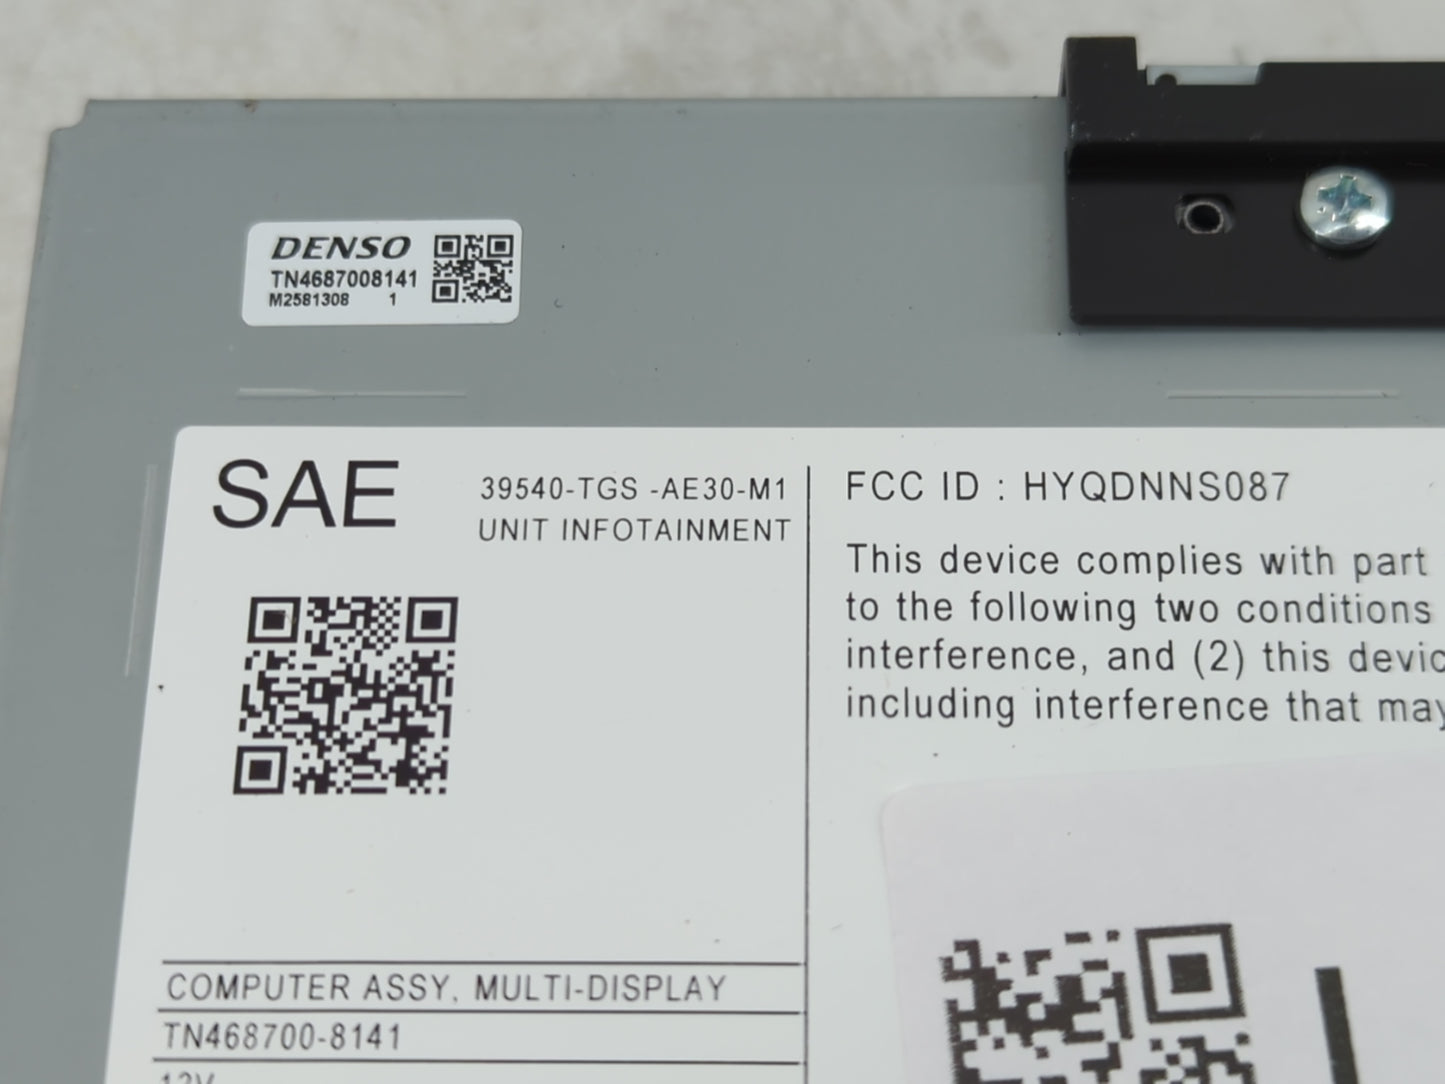 DENSO
TN4687008141
M2581308 1
SAE
39540-TGS -AE30-M1
UNIT INFOTAINMENT
FCC ID : HYQDNNS087
This device complies with part
to the following two conditions
interference, and (2) this devic
including interference that may
COMPUTER ASSY, MULTI-DISPLAY
TN468700-8141
12V